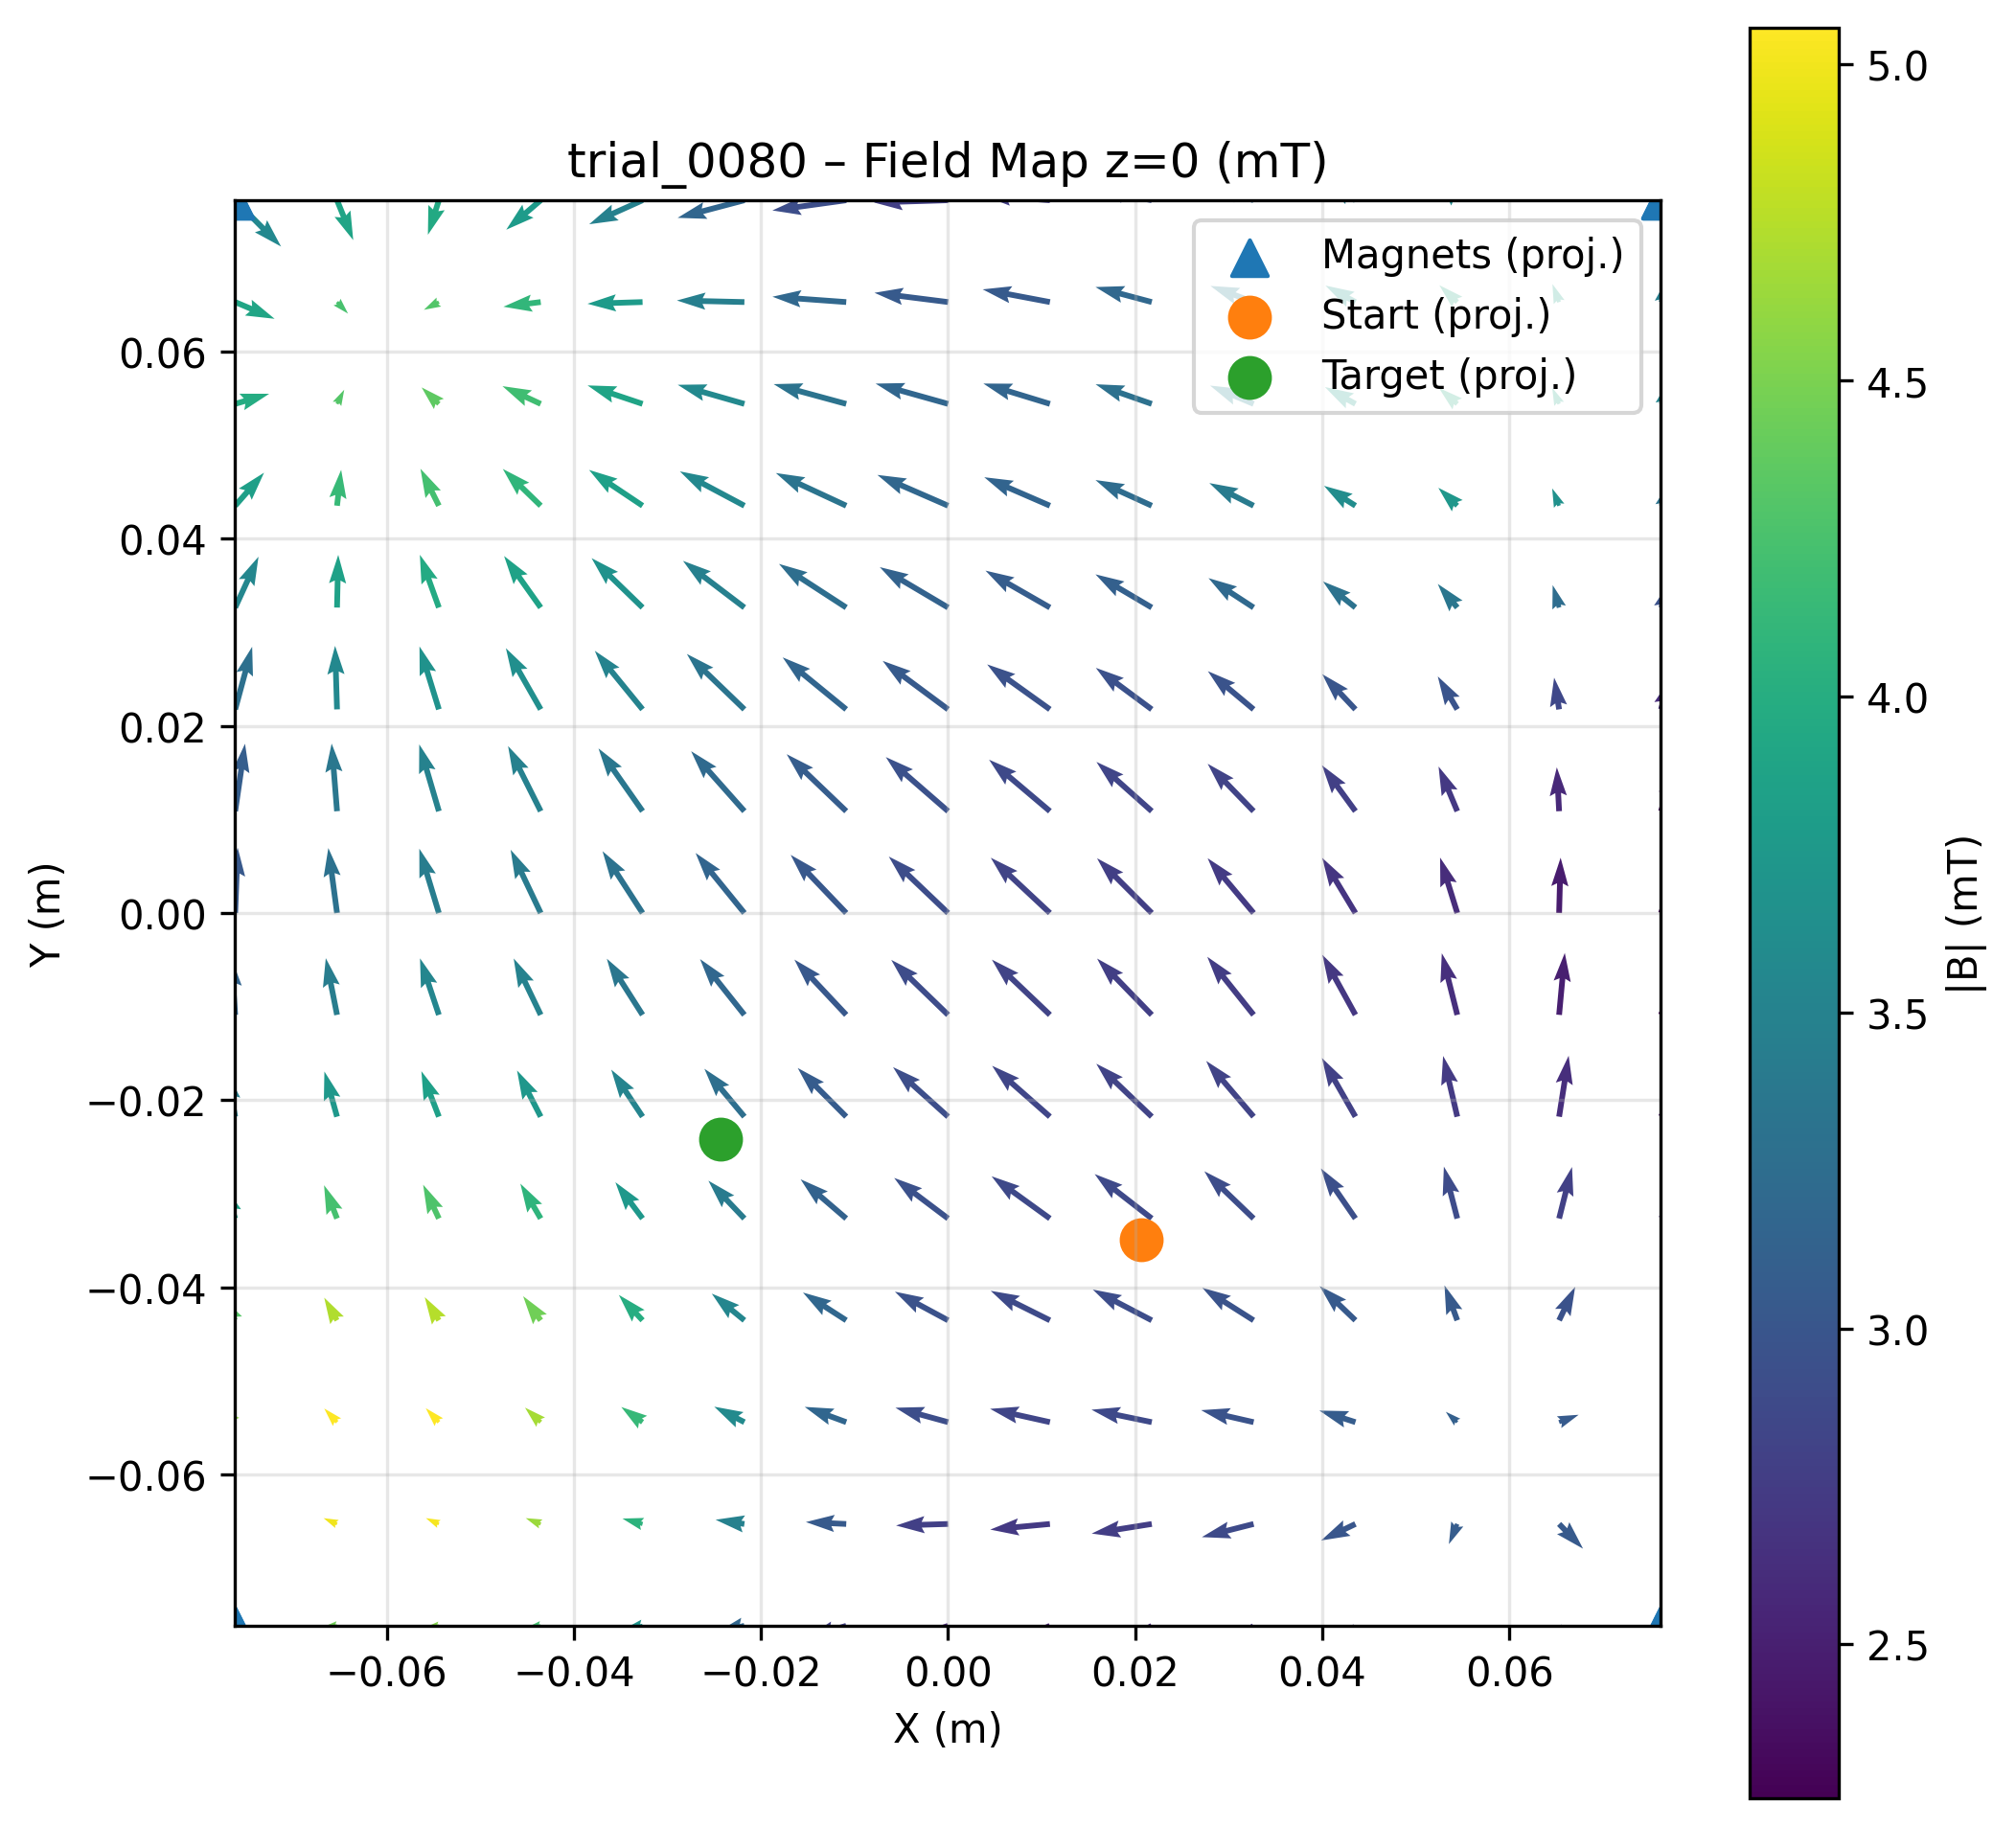 trial_0080 – Field Map z=0 (mT)
Magnets (proj.)
Start (proj.)
Target (proj.)
0.06
0.04
0.02
0.00
−0.02
−0.04
−0.06
Y (m)
−0.06 −0.04 −0.02 0.00 0.02 0.04 0.06
X (m)
5.0
4.5
4.0
3.5
3.0
2.5
|B| (mT)